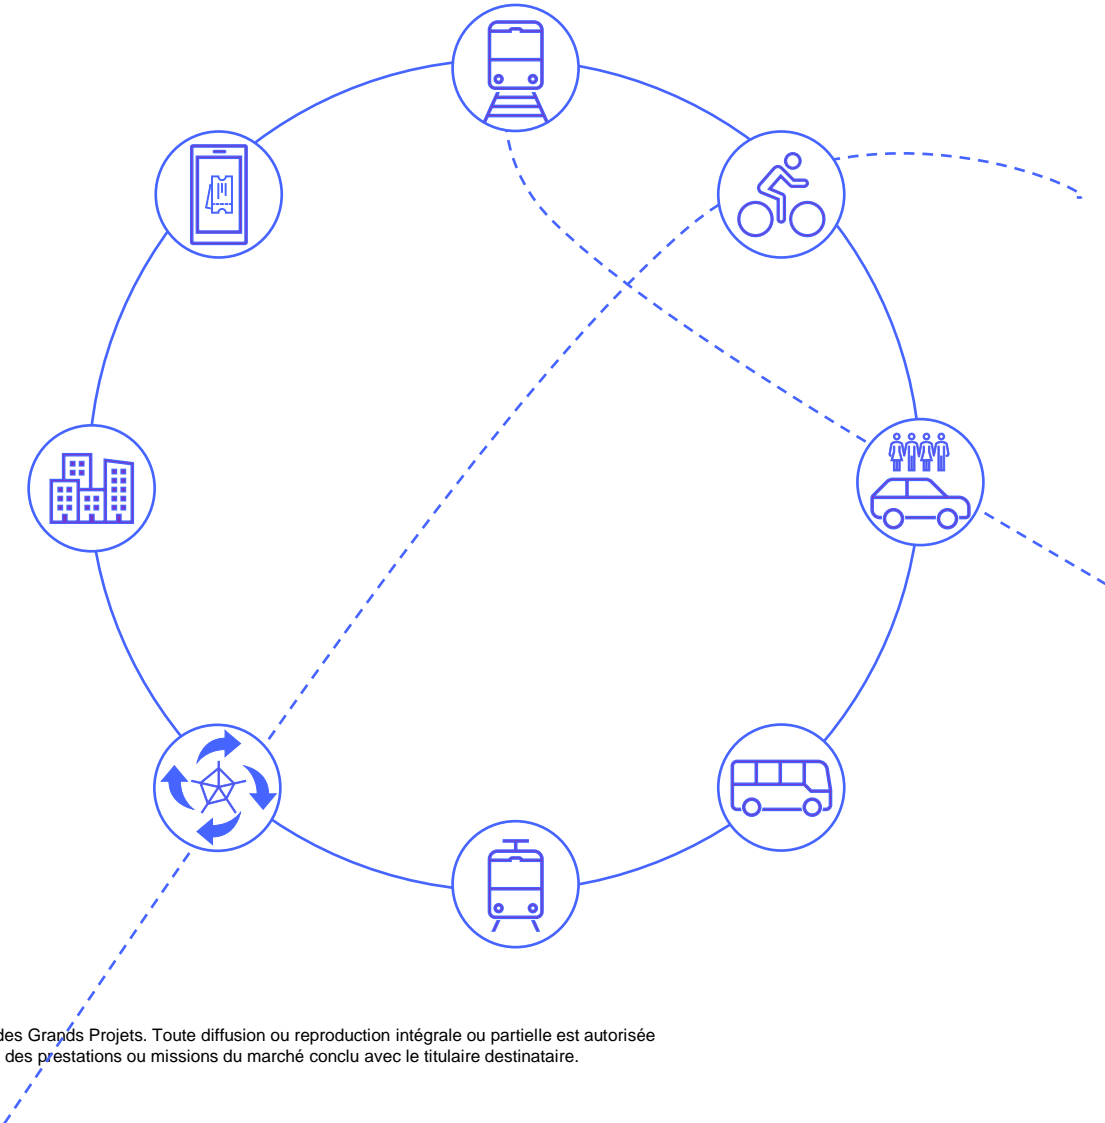 des Grands Projets. Toute diffusion ou reproduction intégrale ou partielle est autorisée
des prestations ou missions du marché conclu avec le titulaire destinataire.